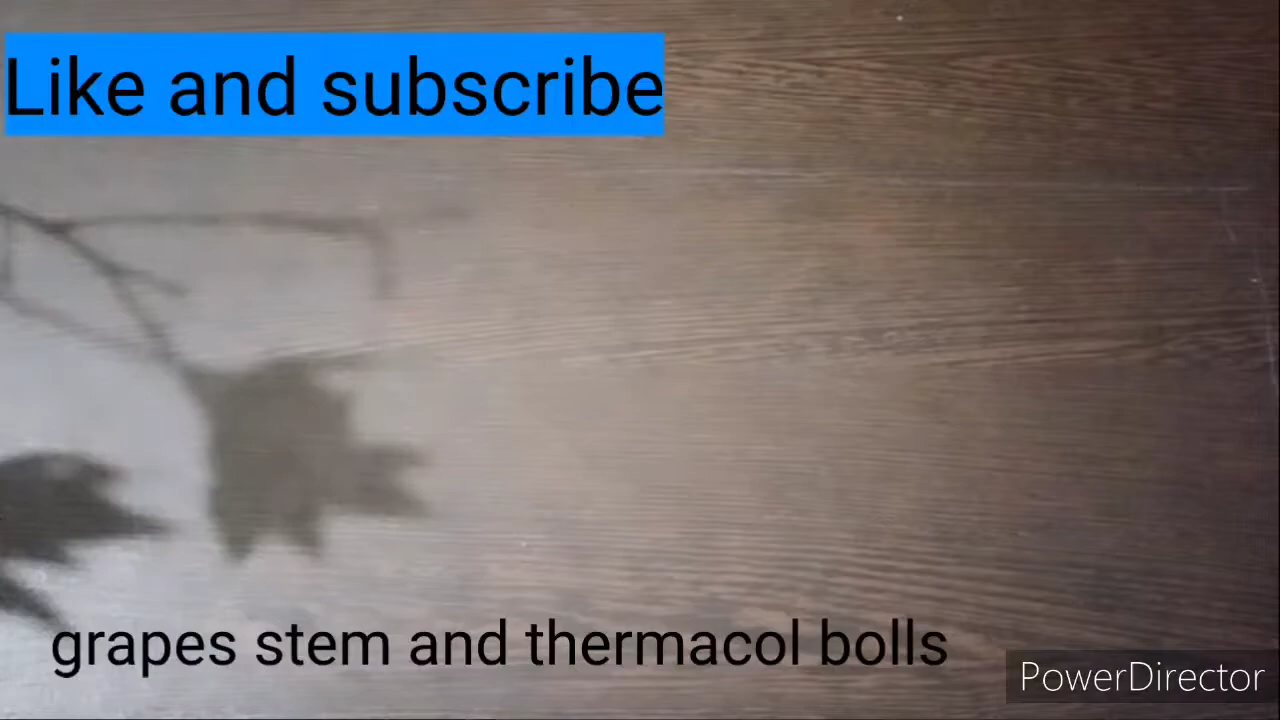 Like and subscribe
grapes stem and thermacol bolls
PowerDirector